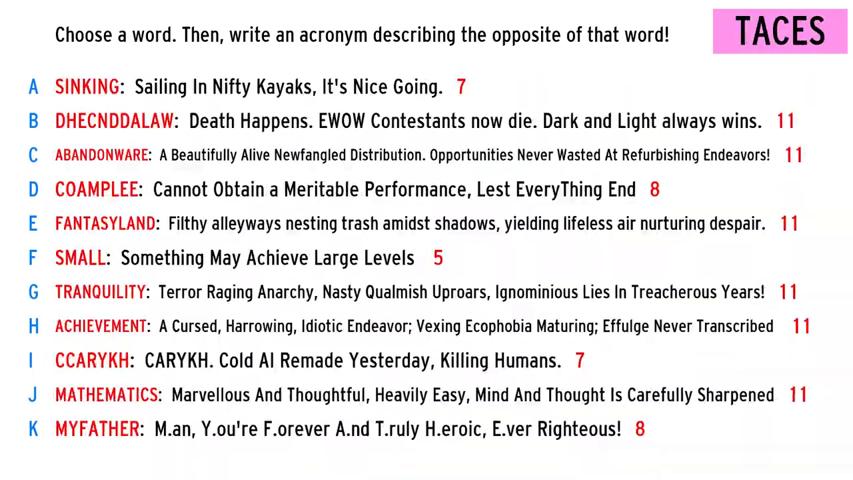 Choose a word. Then, write an acronym describing the opposite of that word!
TACES
A SINKING: Sailing In Nifty Kayaks, It's Nice Going. 7
B DHECNDDALAW: Death Happens. EWOW Contestants now die. Dark and Light always wins. 11
C ABANDONWARE: A Beautifully Alive Newfangled Distribution. Opportunities Never Wasted At Refurbishing Endeavors! 11
D COAMPLEE: Cannot Obtain a Meritable Performance, Lest EveryThing End 8
E FANTASYLAND: Filthy alleyways nesting trash amidst shadows, yielding lifeless air nurturing despair. 11
F SMALL: Something May Achieve Large Levels 5
G TRANQUILITY: Terror Raging Anarchy, Nasty Qualmish Uproars, Ignominious Lies In Treacherous Years! 11
H ACHIEVEMENT: A Cursed, Harrowing, Idiotic Endeavor; Vexing Ecophobia Maturing; Effulge Never Transcribed 11
I CCARYKH: CARYKH. Cold AI Remade Yesterday, Killing Humans. 7
J MATHEMATICS: Marvellous And Thoughtful, Heavily Easy, Mind And Thought Is Carefully Sharpened 11
K MYFATHER: M.an, Y.ou're F.orever A.nd T.ruly H.eroic, E.ver Righteous! 8